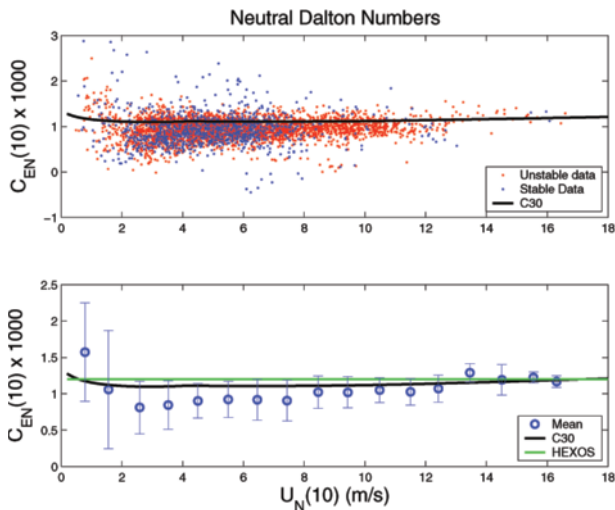 Neutral Dalton Numbers
C_EN(10) x 1000
3
2
1
0
−1
0 2 4 6 8 10 12 14 16 18
Unstable data
Stable Data
C30
C_EN(10) x 1000
2.5
2
1.5
1
0.5
0
0 2 4 6 8 10 12 14 16 18
Mean
C30
HEXOS
U_N(10) (m/s)